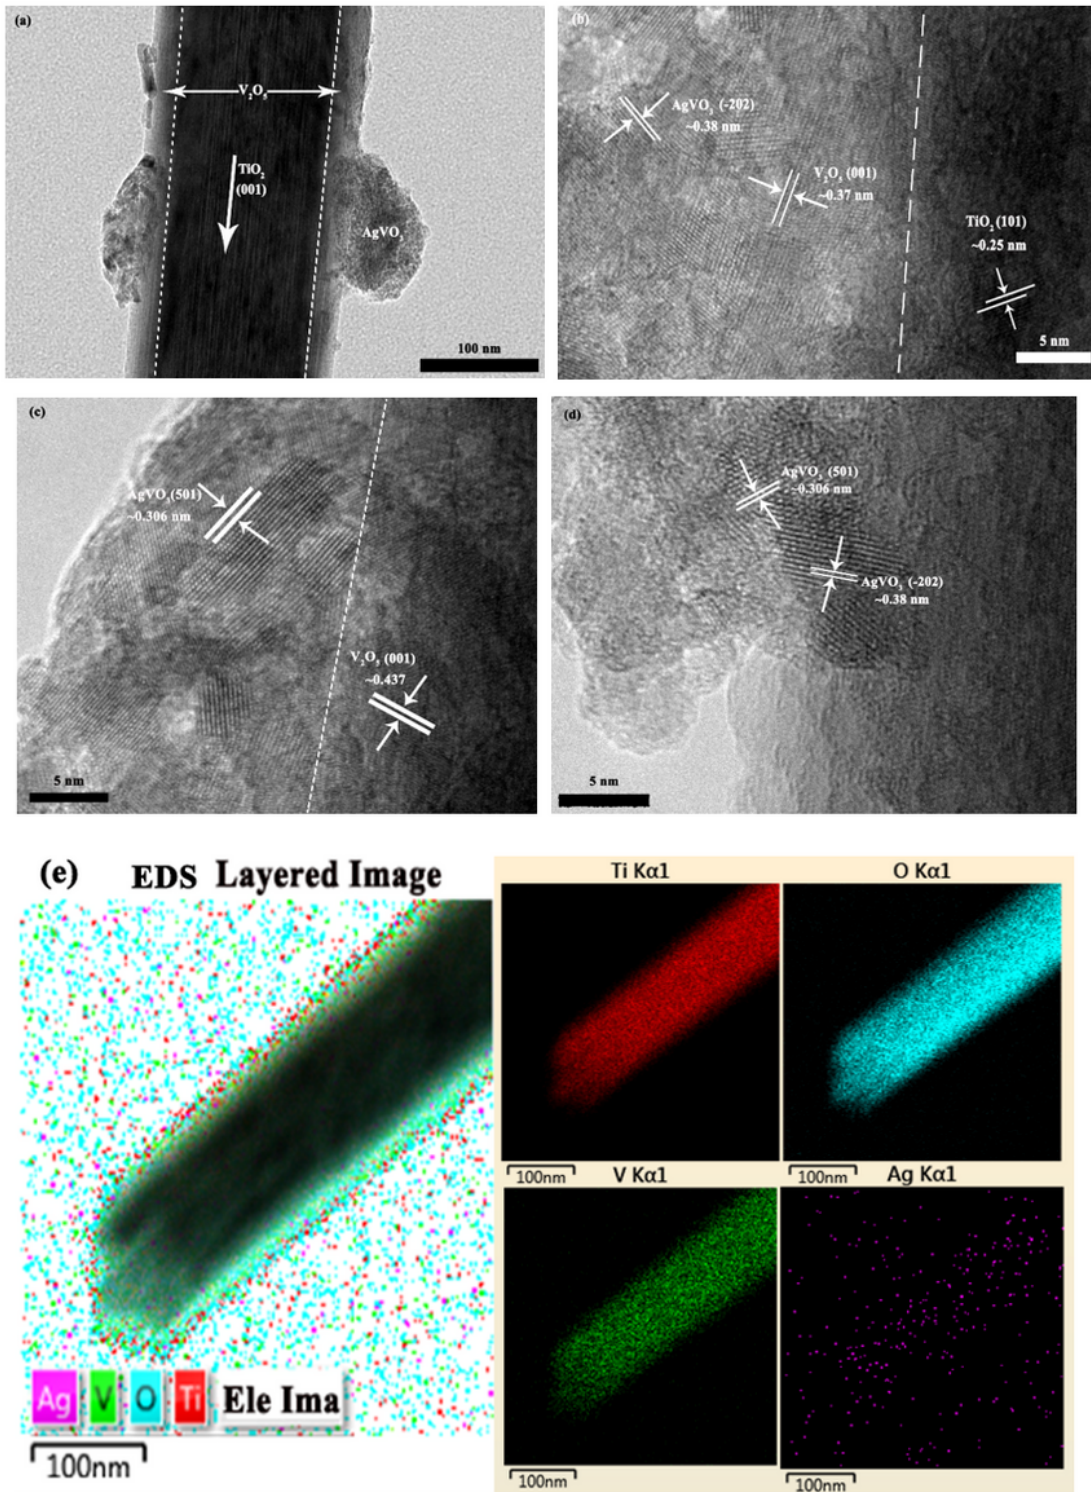 (a)
V₂O₅
TiO₂
(001)
AgVO₃
100 nm
(b)
AgVO₃ (-202)
~0.38 nm
V₂O₅ (001)
~0.37 nm
TiO₂ (101)
~0.25 nm
5 nm
(c)
AgVO₃(501)
~0.306 nm
V₂O₅ (001)
~0.437
5 nm
(d)
AgVO₃ (501)
~0.306 nm
AgVO₃ (-202)
~0.38 nm
5 nm
(e) EDS Layered Image
Ag V O Ti Ele Ima
100nm
Ti Kα1
100nm
O Kα1
100nm
V Kα1
100nm
Ag Kα1
100nm